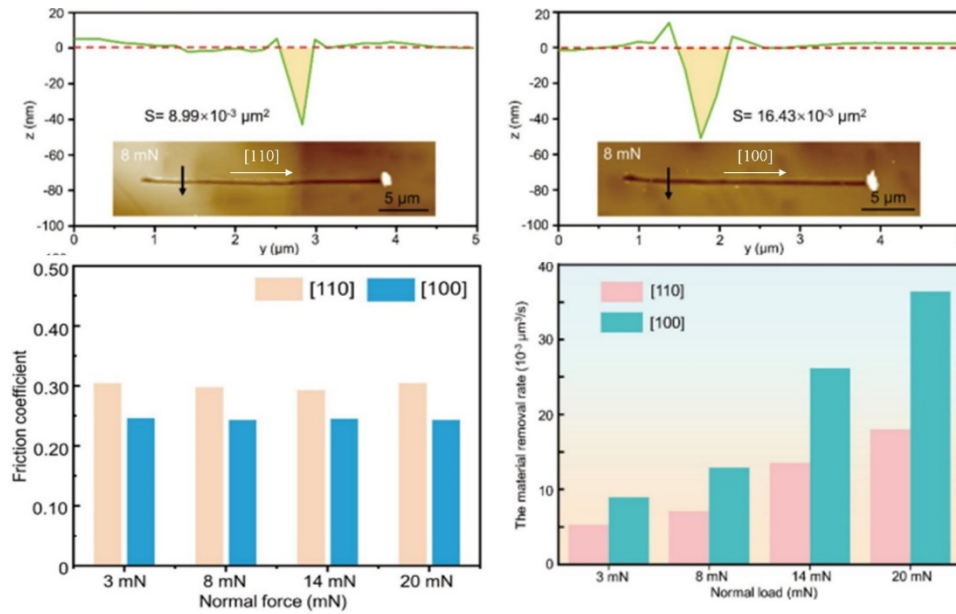 20
0
-20
-40
-60
-80
-100
z (nm)
S= 8.99×10⁻³ μm²
8 mN
[110]
5 μm
0
1
2
3
4
5
y (μm)
20
0
-20
-40
-60
-80
-100
z (nm)
S= 16.43×10⁻³ μm²
8 mN
[100]
5 μm
0
1
2
3
4
y (μm)
0.50
0.40
0.30
0.20
0.10
0
Friction coefficient
[110]
[100]
3 mN
8 mN
14 mN
20 mN
Normal force (mN)
40
30
20
10
0
The material removal rate (10⁻³ μm³/s)
[110]
[100]
3 mN
8 mN
14 mN
20 mN
Normal load (mN)